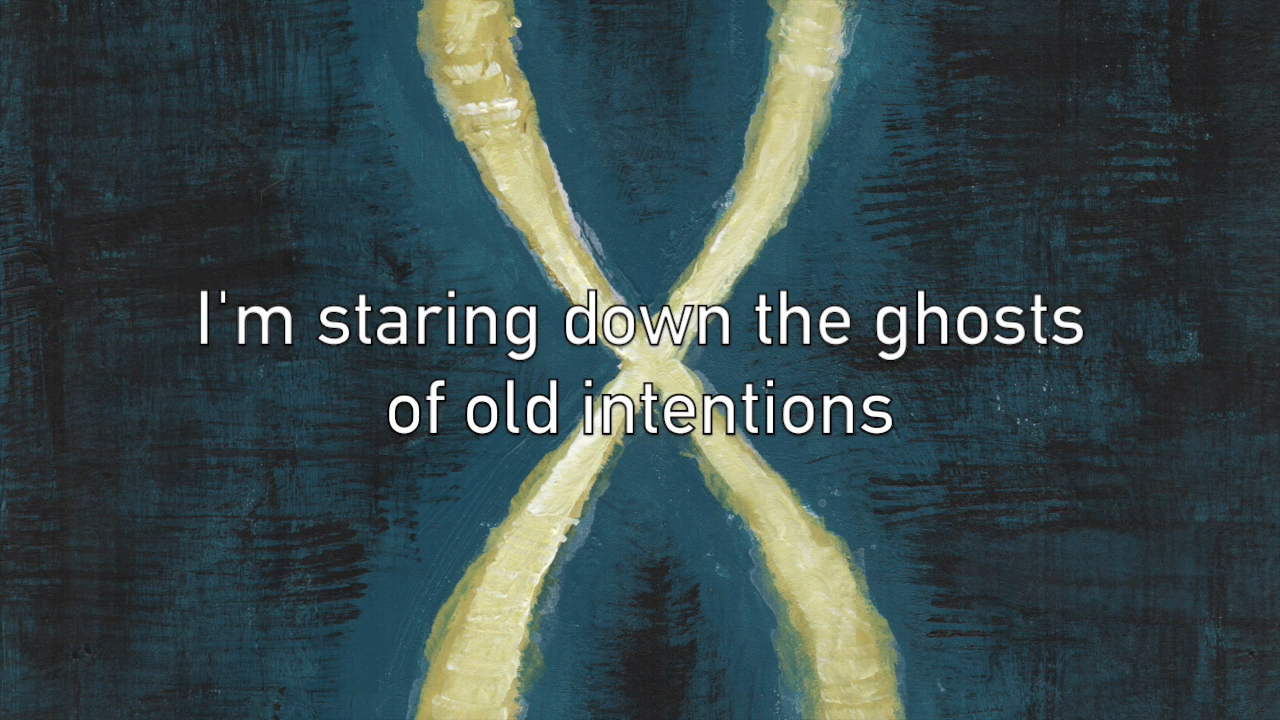 I'm staring down the ghosts
of old intentions